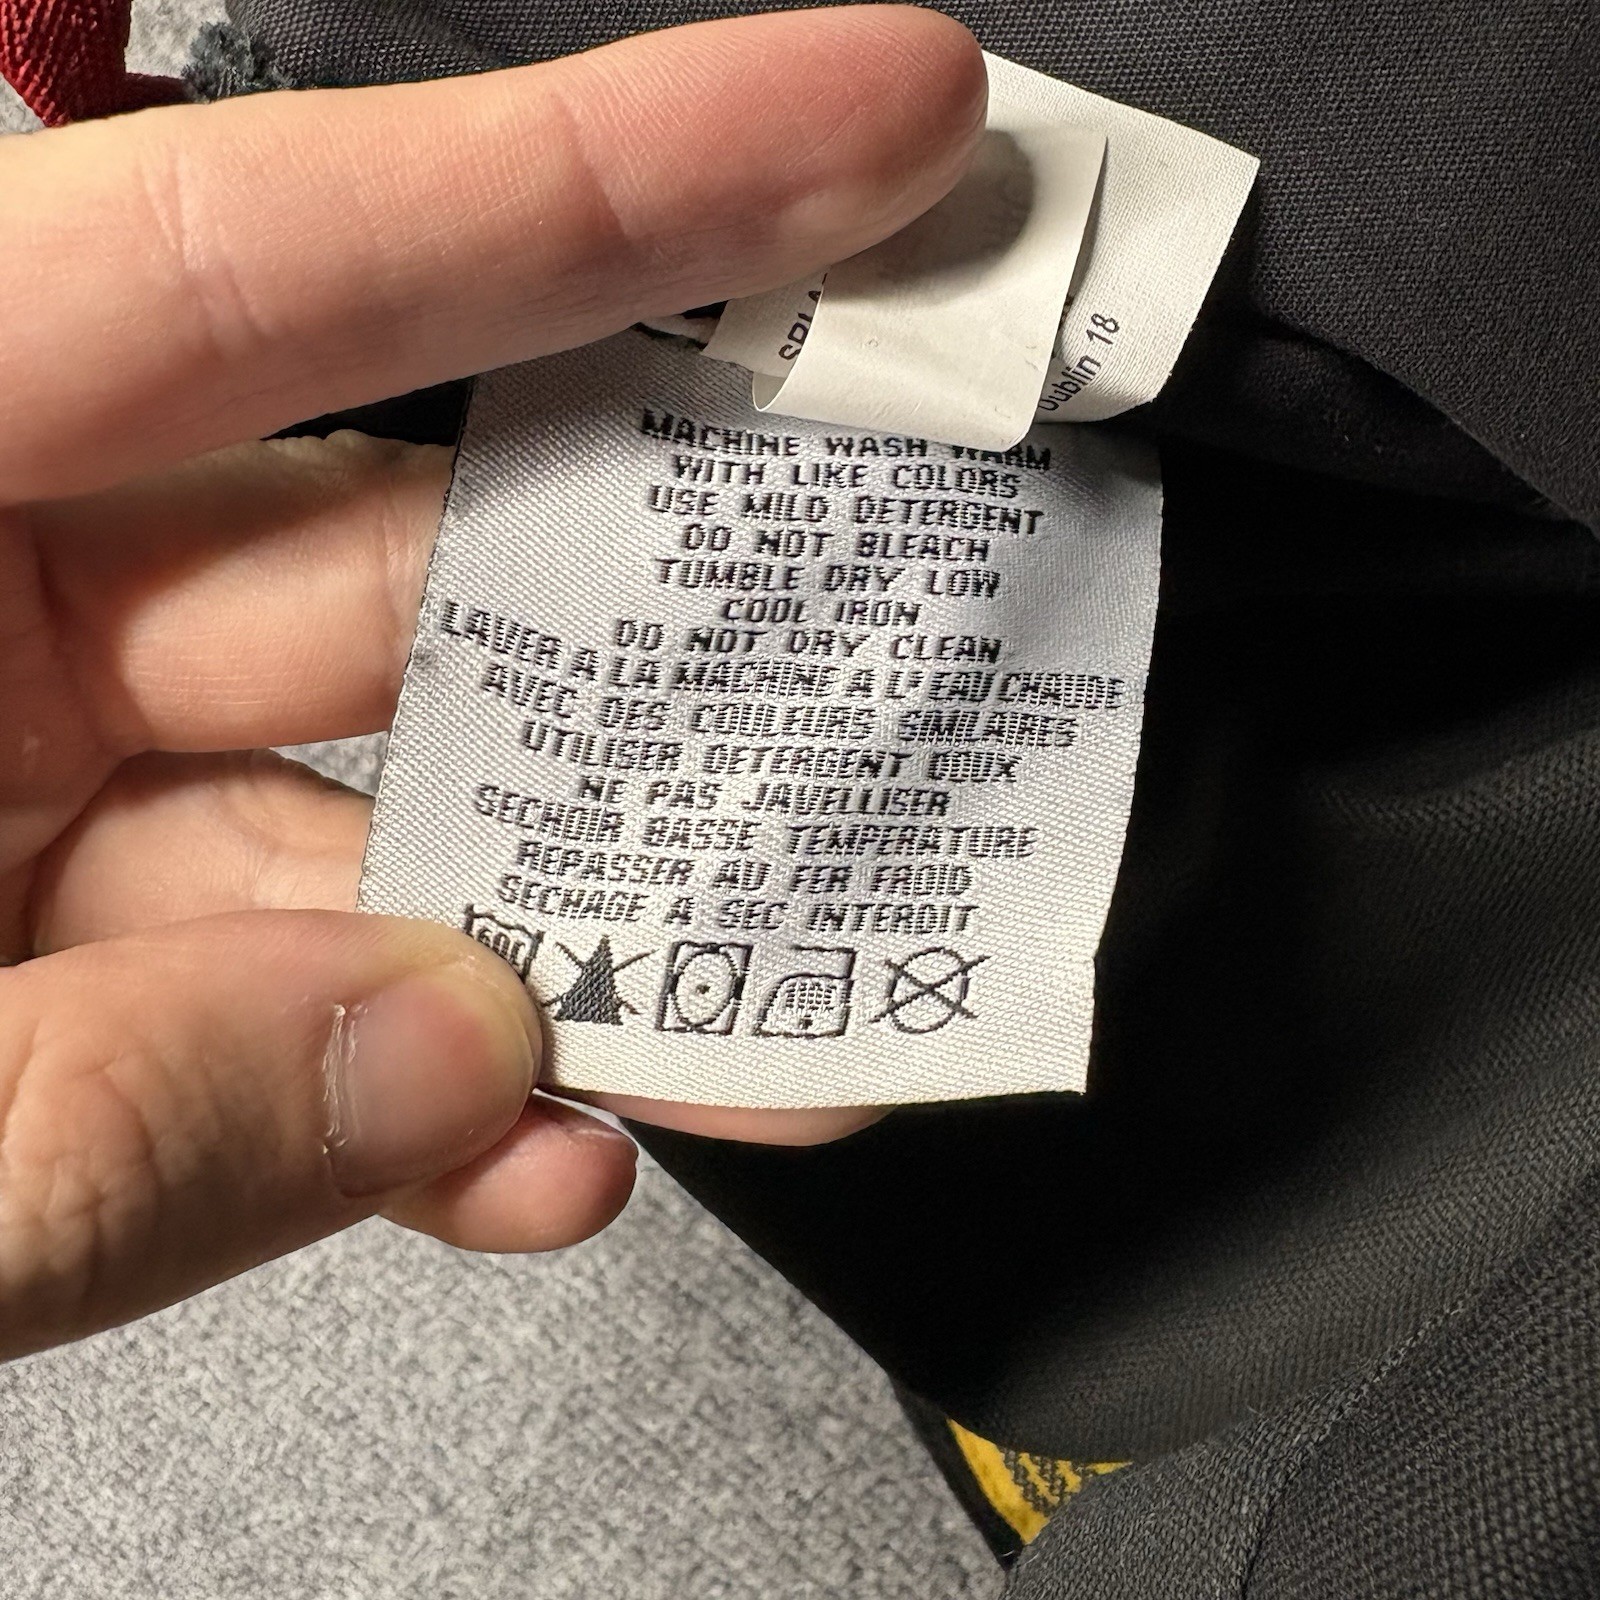 Dublin 18
MACHINE WASH WARM
WITH LIKE COLORS
USE MILD DETERGENT
DO NOT BLEACH
TUMBLE DRY LOW
COOL IRON
DO NOT DRY CLEAN
LAVER A LA MACHINE A L'EAU CHAUDE
AVEC DES COULEURS SIMILAIRES
UTILISER DETERGENT DOUX
NE PAS JAVELLISER
SECHOIR BASSE TEMPERATURE
REPASSER AU FER FROID
SECHAGE A SEC INTERDIT